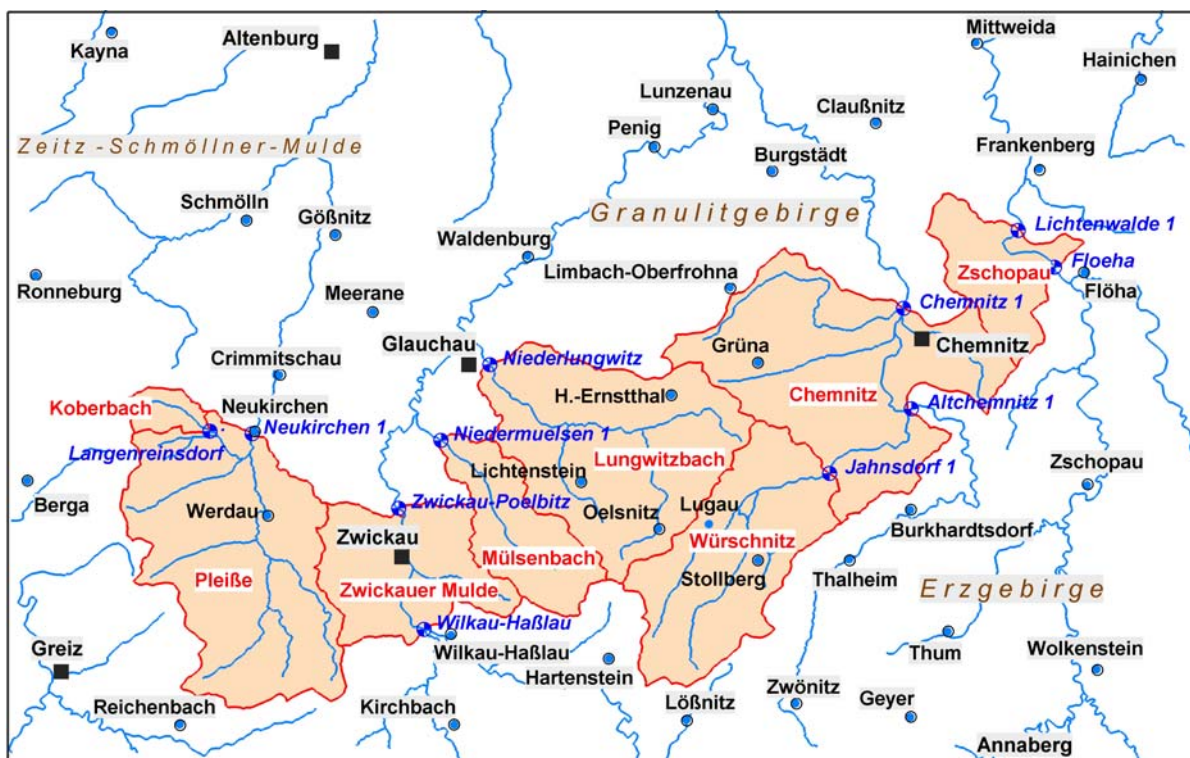 Mittweida
Kayna
Altenburg
Hainichen
Lunzenau
Claußnitz
Penig
Zeitz-Schmöllner-Mulde
Burgstädt
Frankenberg
Schmölln
Gößnitz
Granulitgebirge
Lichtenwalde 1
Waldenburg
Limbach-Oberfrohna
Zschopau
Floeha
Ronneburg
Meerane
Flöha
Chemnitz 1
Glauchau
Niederlungwitz
Grüna
Chemnitz
Crimmitschau
H.-Ernstthal
Chemnitz
Altchemnitz 1
Koberbach
Neukirchen
Neukirchen 1
Niedermuelsen 1
Langenreinsdorf
Lichtenstein
Lungwitzbach
Jahnsdorf 1
Zschopau
Berga
Werdau
Zwickau-Poelbitz
Oelsnitz
Lugau
Burkhardtsdorf
Zwickau
Mülsenbach
Würschnitz
Stollberg
Thalheim
Pleiße
Zwickauer Mulde
Erzgebirge
Wilkau-Haßlau
Greiz
Wilkau-Haßlau
Thum
Wolkenstein
Hartenstein
Reichenbach
Kirchbach
Lößnitz
Zwönitz
Geyer
Annaberg